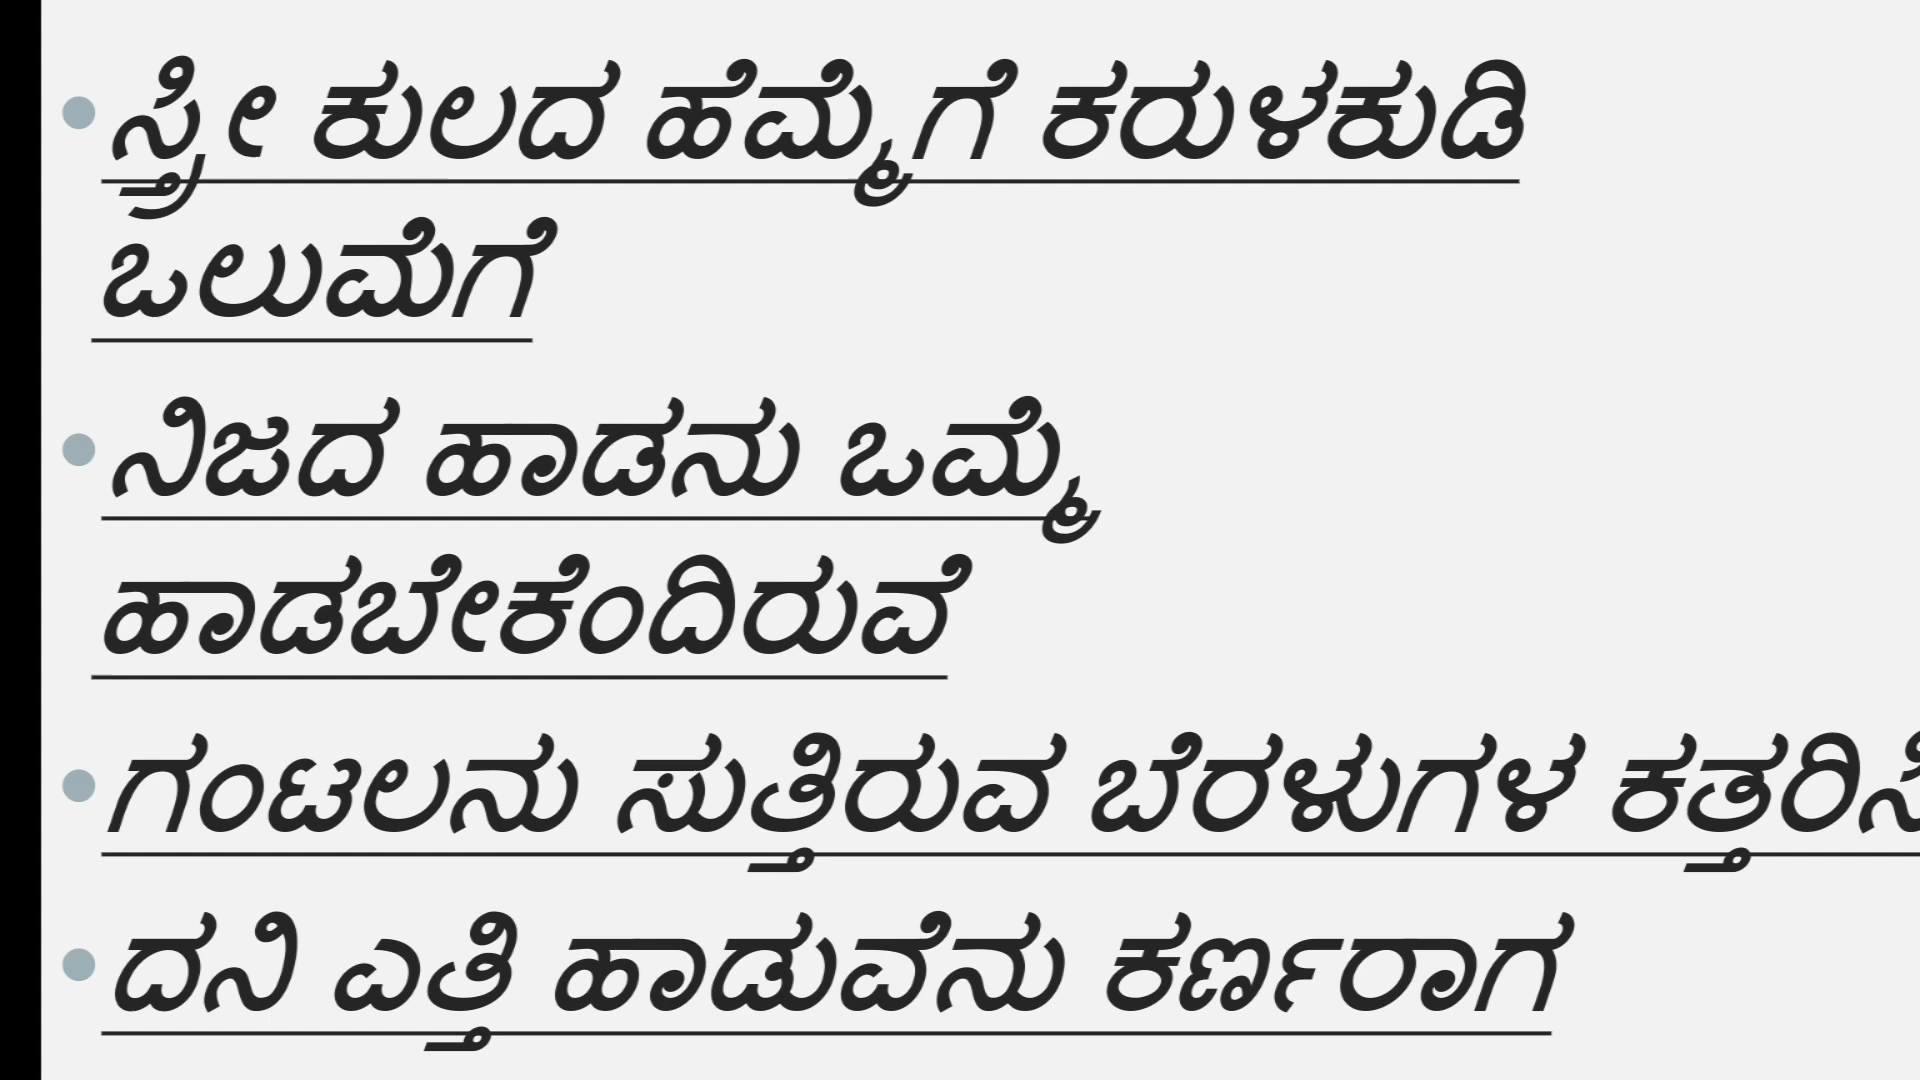 • ಸ್ತ್ರೀ ಕುಲದ ಹೆಮ್ಮೆಗೆ ಕರುಳಕುಡಿ
ಒಲುಮೆಗೆ
• ನಿಜದ ಹಾಡನು ಒಮ್ಮೆ
ಹಾಡಬೇಕೆಂದಿರುವೆ
• ಗಂಟಲನು ಸುತ್ತಿರುವ ಬೆರಳುಗಳ ಕತ್ತರಿಸಿ
• ದನಿ ಎತ್ತಿ ಹಾಡುವೆನು ಕರ್ಣರಾಗ